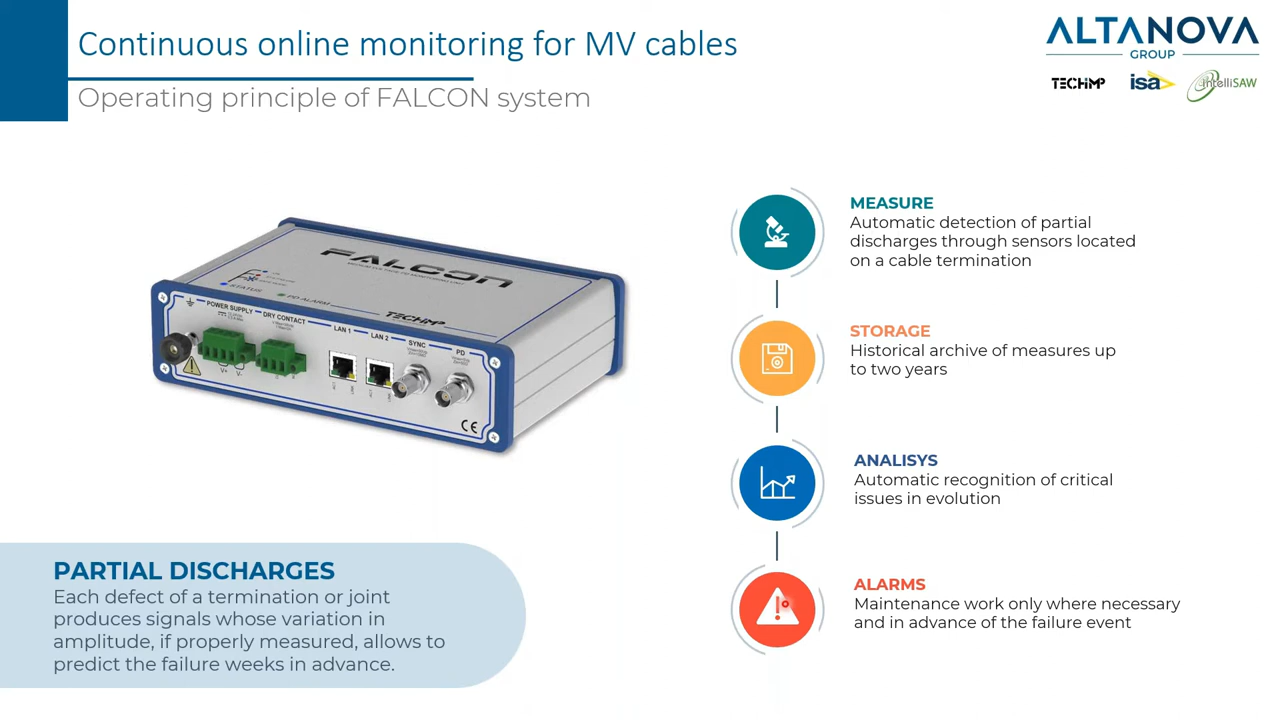 Continuous online monitoring for MV cables
Operating principle of FALCON system
ALTANOVA
GROUP
TECHIMP
isa
intelliSAW
FALCON
STATUS
PD ALARM
TECHIMP
POWER SUPPLY
DRY CONTACT
LAN 1
LAN 2
SYNC
PD
V+
V-
ACT
LINK
ACT
LINK
CE
MEASURE
Automatic detection of partial
discharges through sensors located
on a cable termination
STORAGE
Historical archive of measures up
to two years
ANALISYS
Automatic recognition of critical
issues in evolution
ALARMS
Maintenance work only where necessary
and in advance of the failure event
PARTIAL DISCHARGES
Each defect of a termination or joint
produces signals whose variation in
amplitude, if properly measured, allows to
predict the failure weeks in advance.